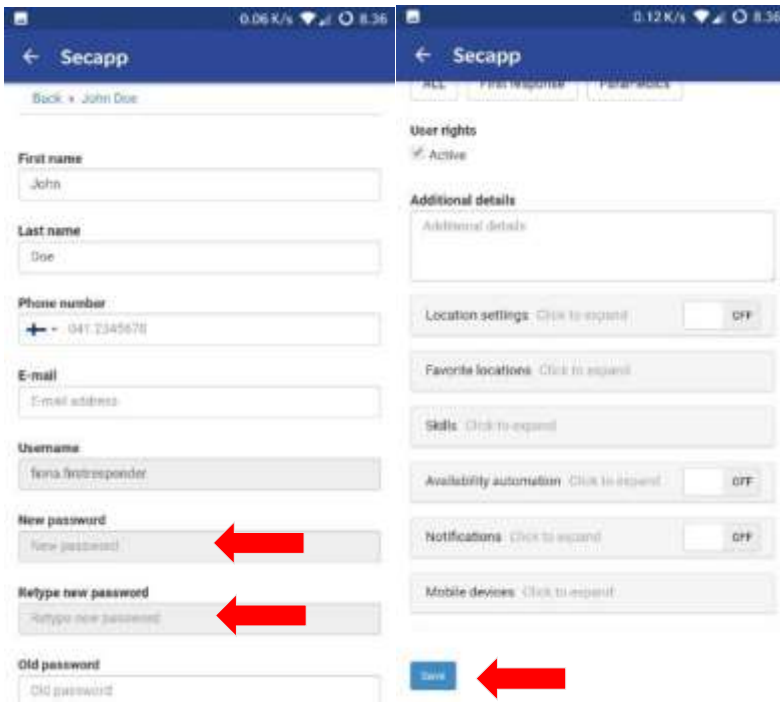 0.06 K/s 8.36
Secapp
Back » John Doe
First name
John
Last name
Doe
Phone number
041 2345678
E-mail
E-mail address
Username
fiona.firstresponder
New password
New password
Retype new password
Retype new password
Old password
Old password
0.12 K/s 8.36
Secapp
ALL First response Paramedics
User rights
Active
Additional details
Additional details
Location settings Click to expand OFF
Favorite locations Click to expand
Skills Click to expand
Availability automation Click to expand OFF
Notifications Click to expand OFF
Mobile devices Click to expand
Save